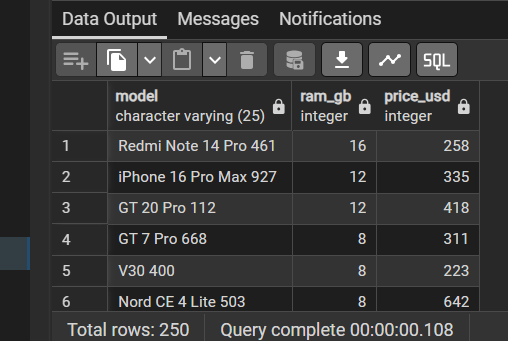 Data Output Messages Notifications
SQL
model ram_gb price_usd
character varying (25) integer integer
1 Redmi Note 14 Pro 461 16 258
2 iPhone 16 Pro Max 927 12 335
3 GT 20 Pro 112 12 418
4 GT 7 Pro 668 8 311
5 V30 400 8 223
6 Nord CE 4 Lite 503 8 642
Total rows: 250 Query complete 00:00:00.108